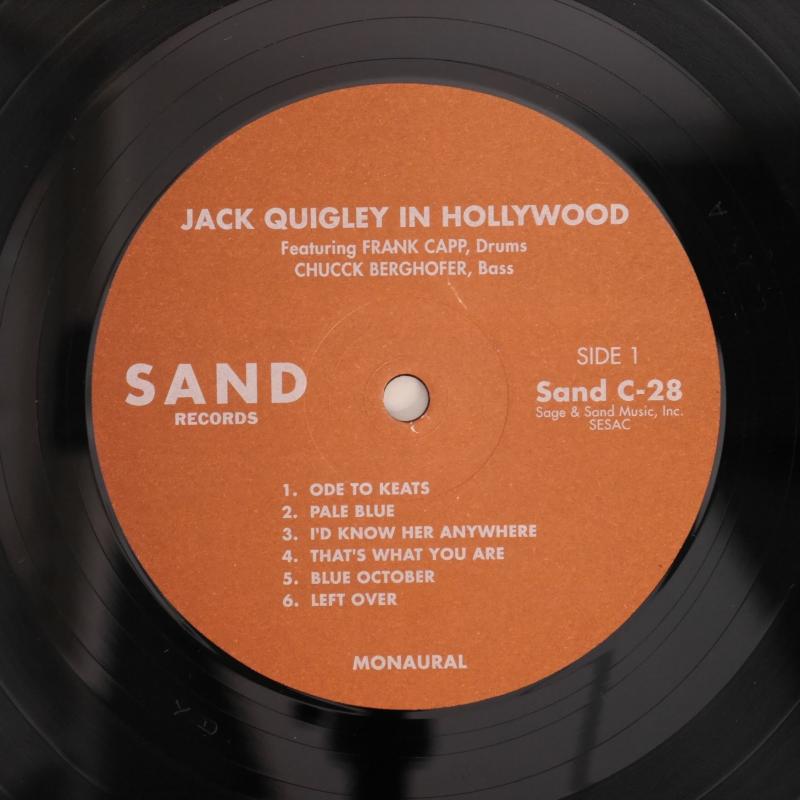 JACK QUIGLEY IN HOLLYWOOD
Featuring FRANK CAPP, Drums
CHUCCK BERGHOFER, Bass
SAND
RECORDS
SIDE 1
Sand C-28
Sage & Sand Music, Inc.
SESAC
1. ODE TO KEATS
2. PALE BLUE
3. I'D KNOW HER ANYWHERE
4. THAT'S WHAT YOU ARE
5. BLUE OCTOBER
6. LEFT OVER
MONAURAL